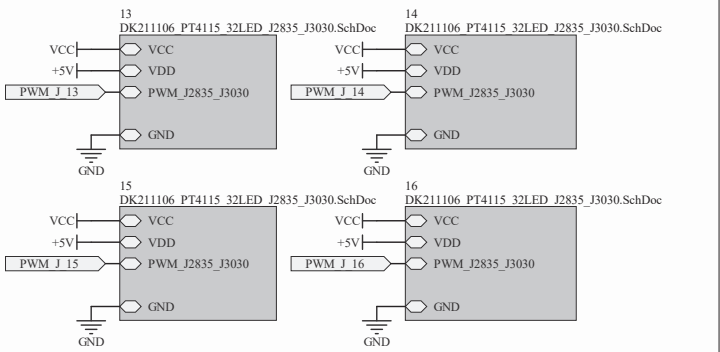 13
DK211106_PT4115_32LED_J2835_J3030.SchDoc
VCC VCC
+5V VDD
PWM_J_13 PWM_J2835_J3030
GND
GND
14
DK211106_PT4115_32LED_J2835_J3030.SchDoc
VCC VCC
+5V VDD
PWM_J_14 PWM_J2835_J3030
GND
GND
15
DK211106_PT4115_32LED_J2835_J3030.SchDoc
VCC VCC
+5V VDD
PWM_J_15 PWM_J2835_J3030
GND
GND
16
DK211106_PT4115_32LED_J2835_J3030.SchDoc
VCC VCC
+5V VDD
PWM_J_16 PWM_J2835_J3030
GND
GND